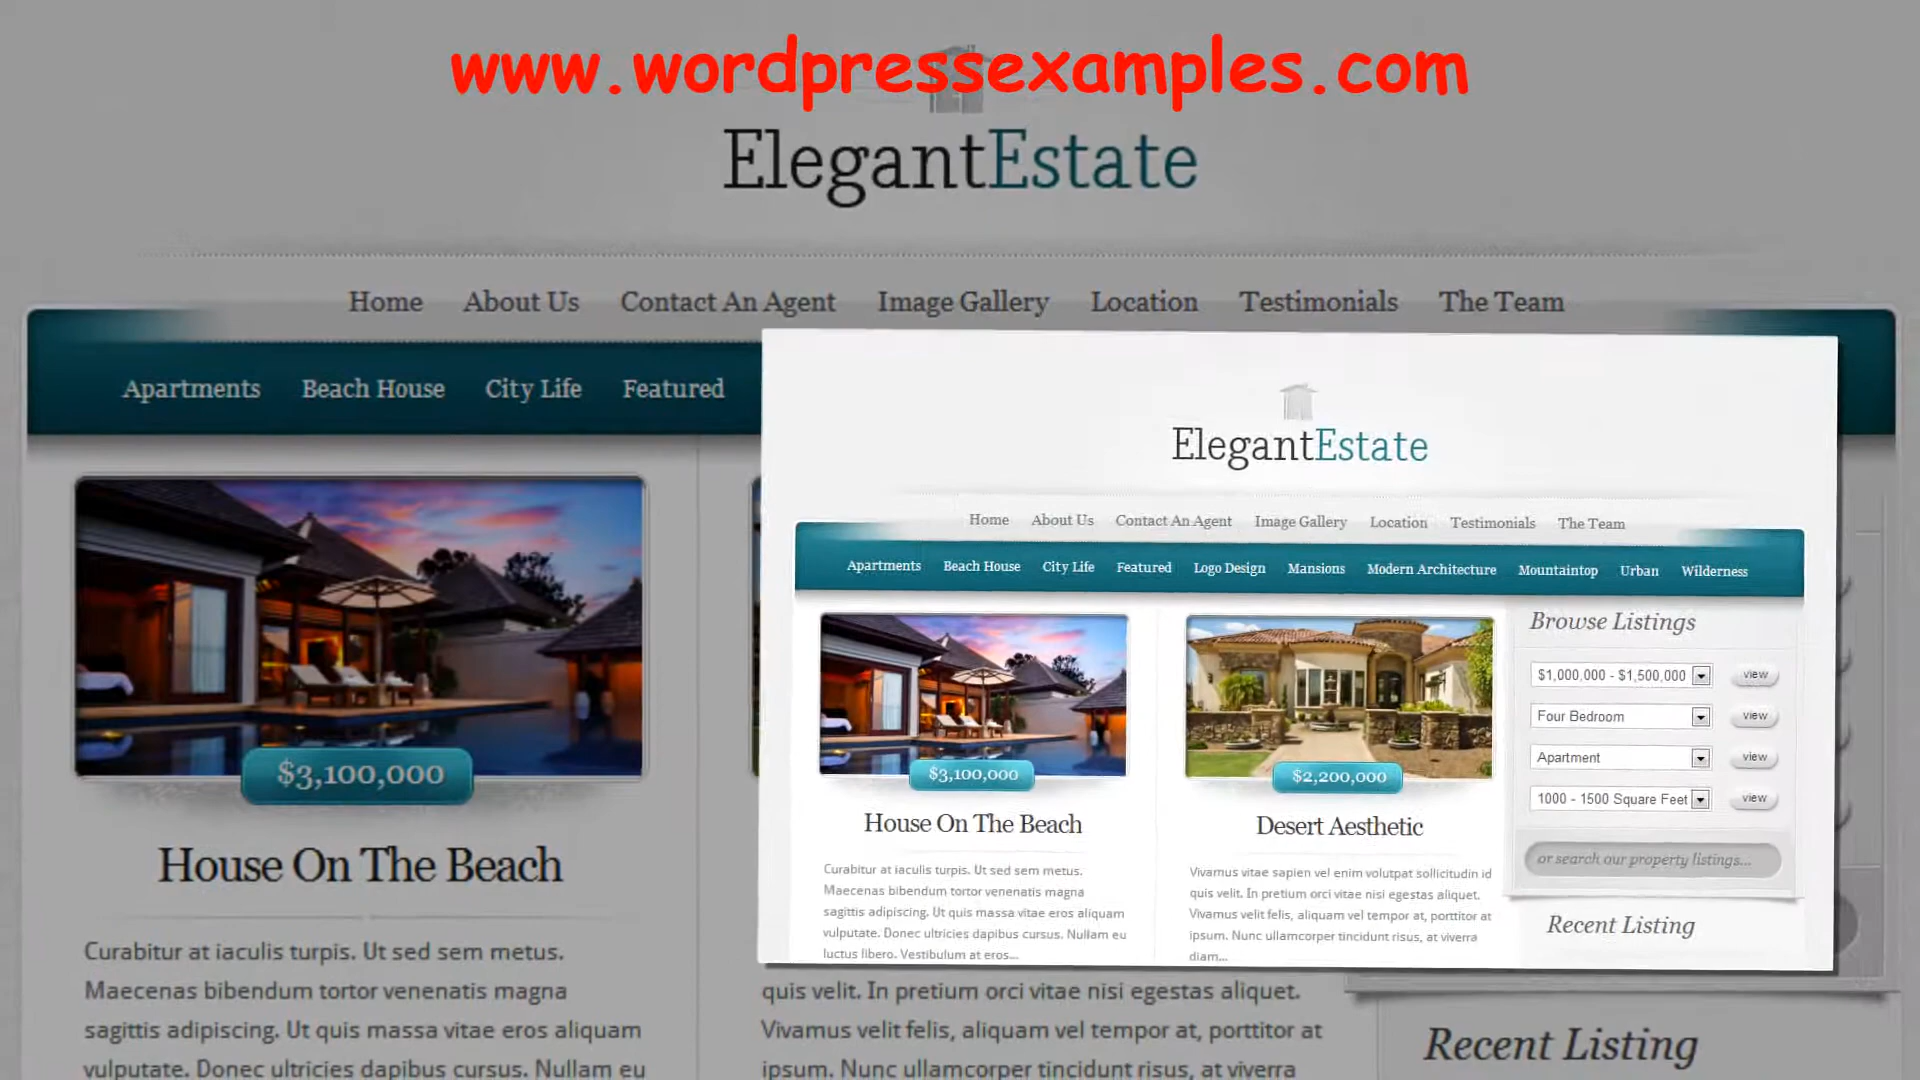 www.wordpressexamples.com
ElegantEstate
Home About Us Contact An Agent Image Gallery Location Testimonials The Team
Apartments Beach House City Life Featured
$3,100,000
House On The Beach
Curabitur at iaculis turpis. Ut sed sem metus.
Maecenas bibendum tortor venenatis magna
sagittis adipiscing. Ut quis massa vitae eros aliquam
vulputate. Donec ultricies dapibus cursus. Nullam eu
quis velit. In pretium orci vitae nisi egestas aliquet.
Vivamus velit felis, aliquam vel tempor at, porttitor at
ipsum. Nunc ullamcorper tincidunt risus, at viverra
Recent Listing
ElegantEstate
Home About Us Contact An Agent Image Gallery Location Testimonials The Team
Apartments Beach House City Life Featured Logo Design Mansions Modern Architecture Mountaintop Urban Wilderness
$3,100,000
House On The Beach
Curabitur at iaculis turpis. Ut sed sem metus.
Maecenas bibendum tortor venenatis magna
sagittis adipiscing. Ut quis massa vitae eros aliquam
vulputate. Donec ultricies dapibus cursus. Nullam eu
luctus libero. Vestibulum at eros...
$2,200,000
Desert Aesthetic
Vivamus vitae sapien vel enim volutpat sollicitudin id
quis velit. In pretium orci vitae nisi egestas aliquet.
Vivamus velit felis, aliquam vel tempor at, porttitor at
ipsum. Nunc ullamcorper tincidunt risus, at viverra
diam...
Browse Listings
$1,000,000 - $1,500,000 view
Four Bedroom view
Apartment view
1000 - 1500 Square Feet view
or search our property listings...
Recent Listing